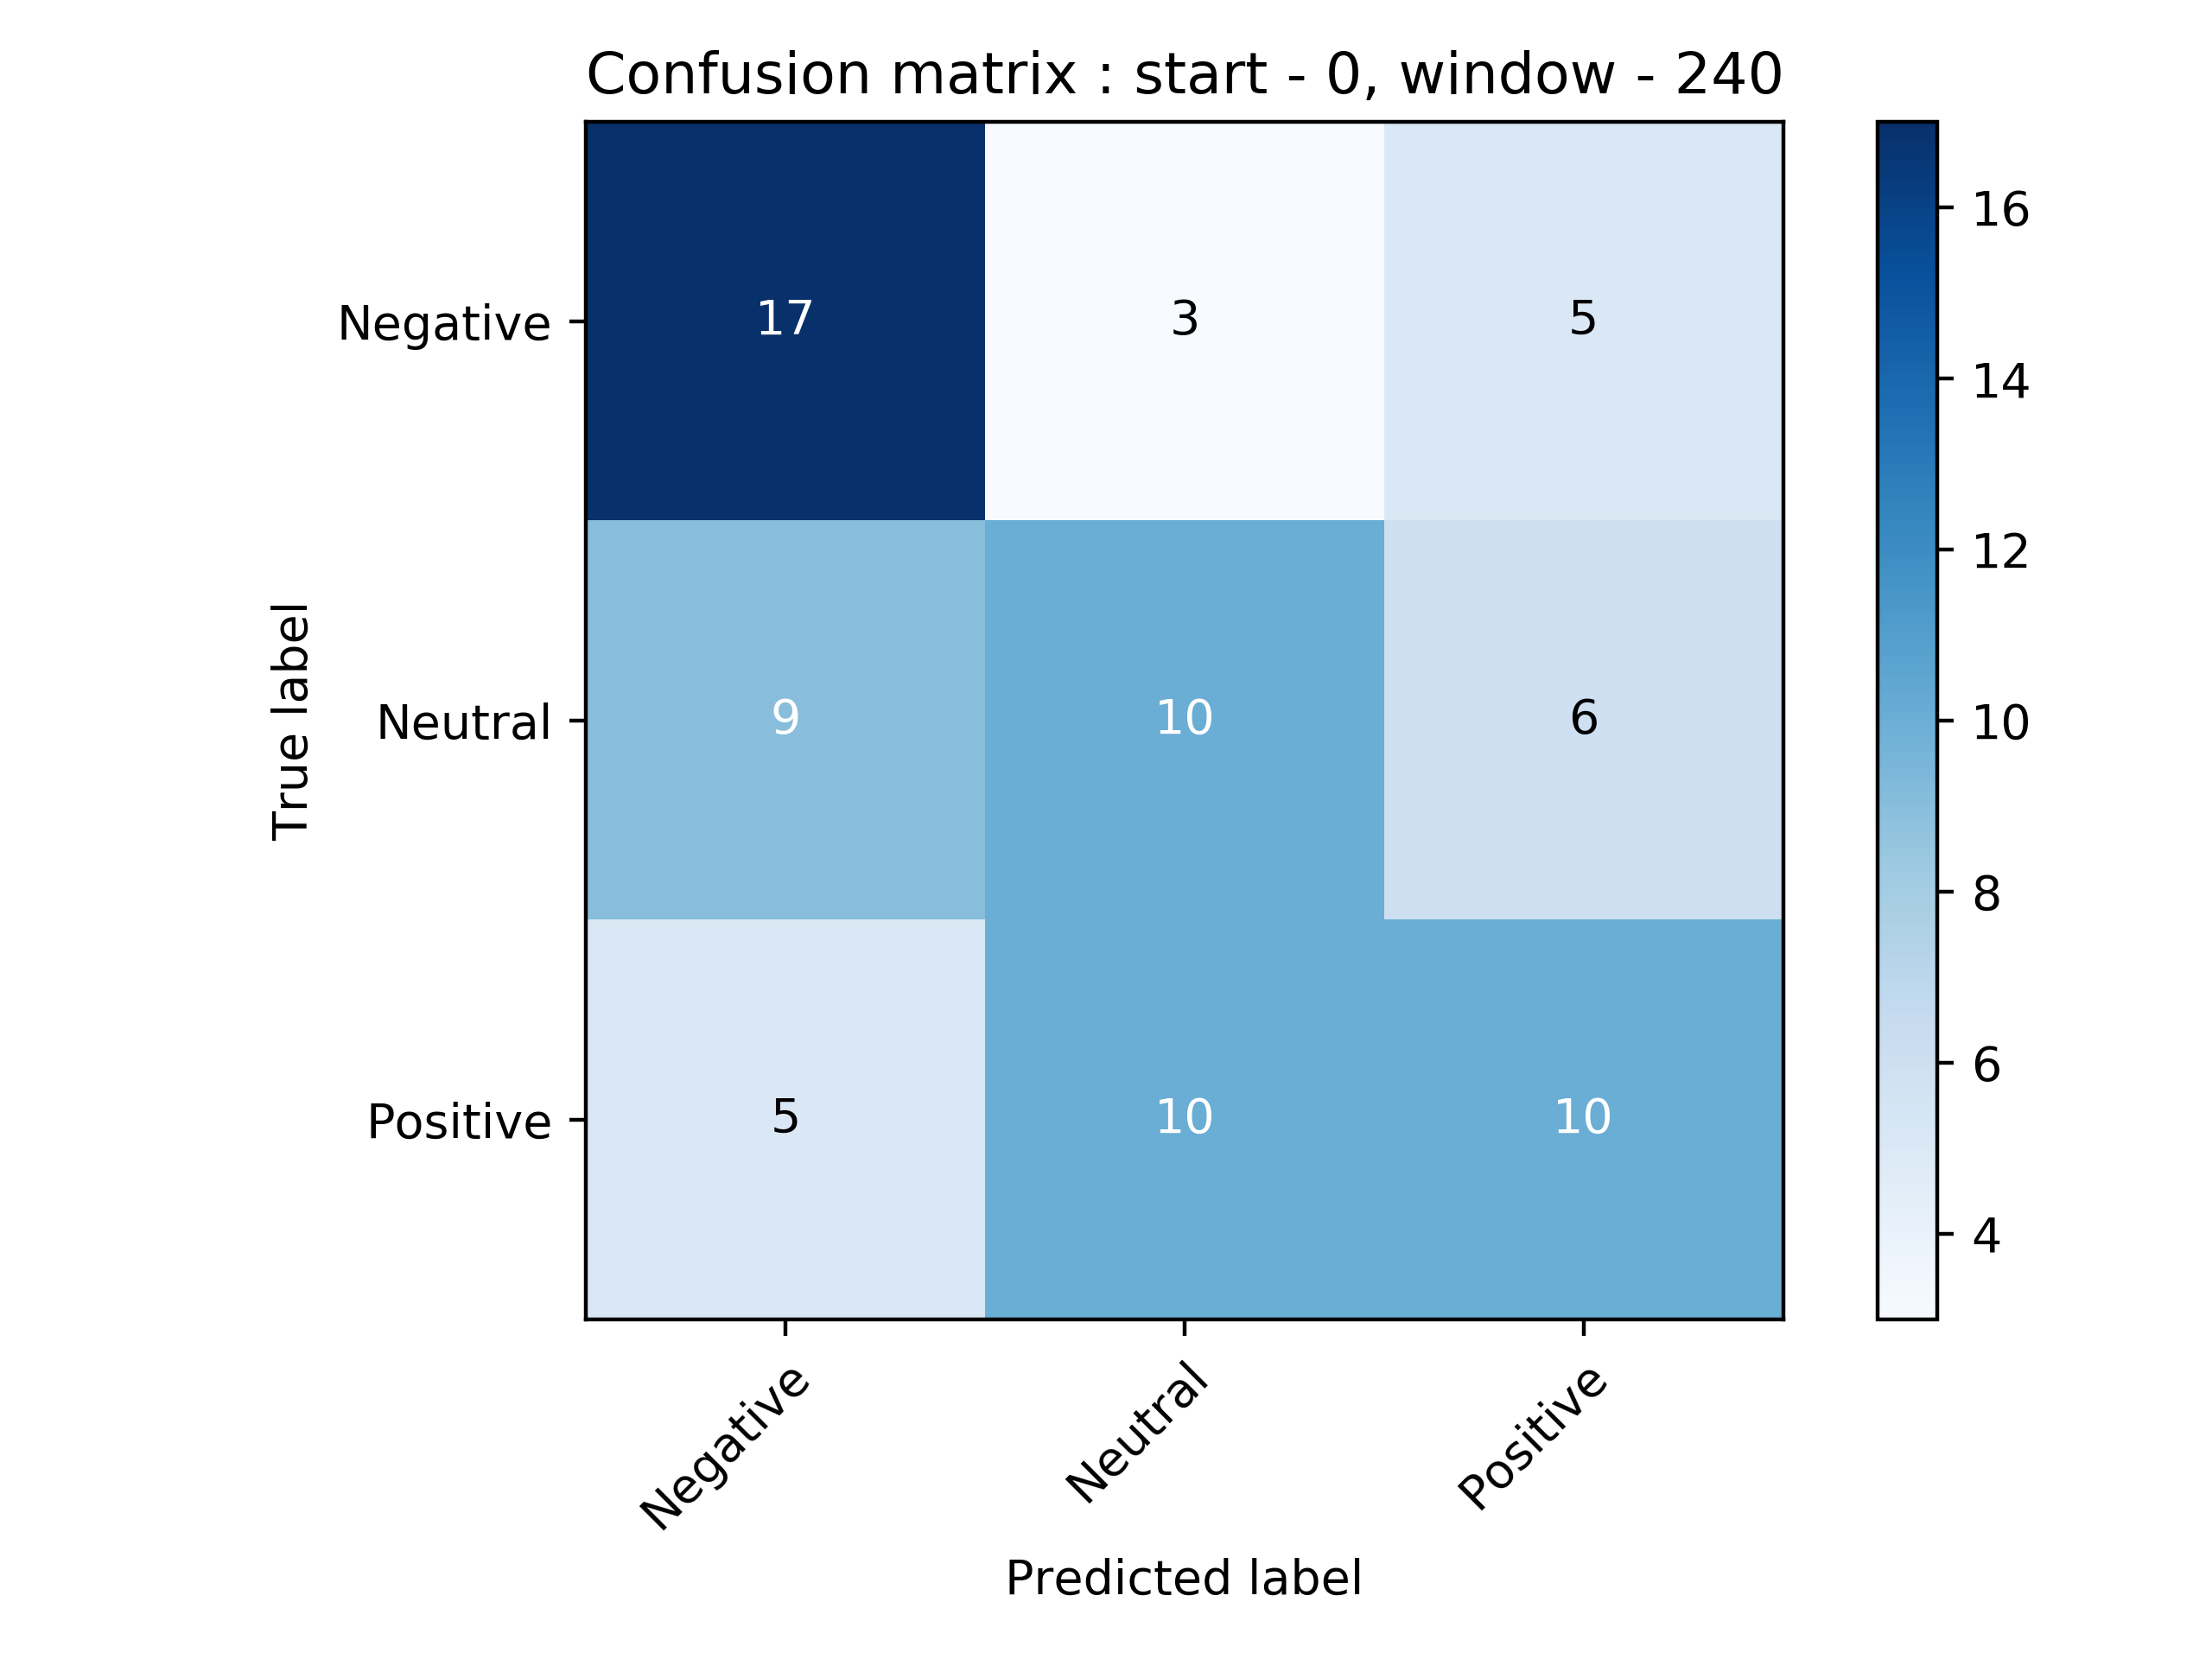 Confusion matrix : start - 0, window - 240
Negative 17 3 5
Neutral 9 10 6
Positive 5 10 10
True label
Negative Neutral Positive
Predicted label
16
14
12
10
8
6
4